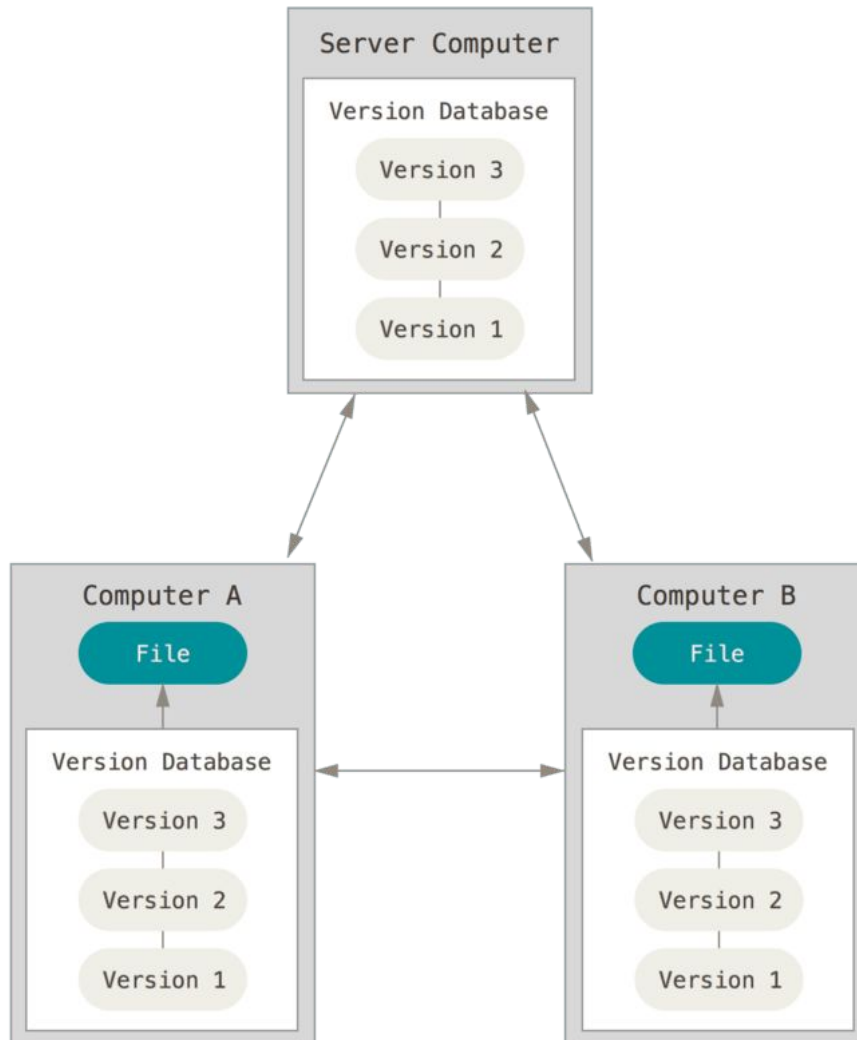 Server Computer
Version Database
Version 3
Version 2
Version 1
Computer A
File
Version Database
Version 3
Version 2
Version 1
Computer B
File
Version Database
Version 3
Version 2
Version 1